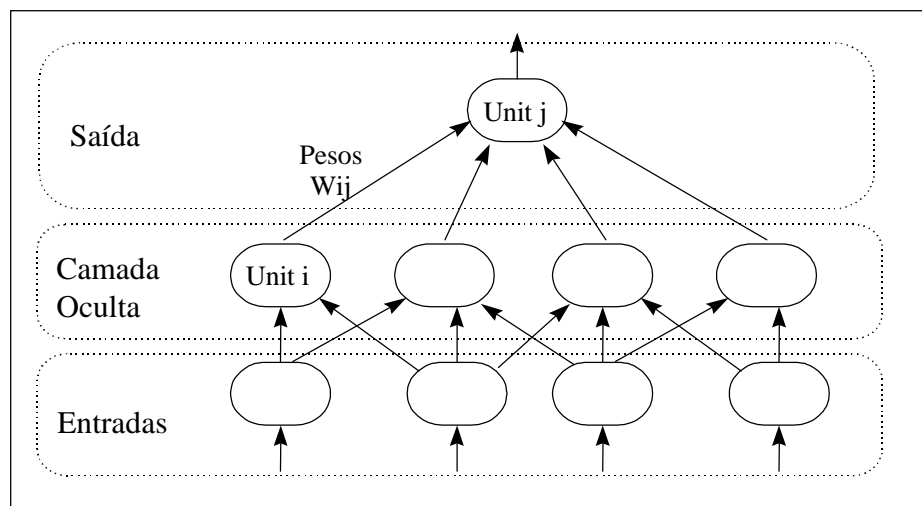 Unit j
Saída
Pesos
Wij
Camada
Oculta
Unit i
Entradas